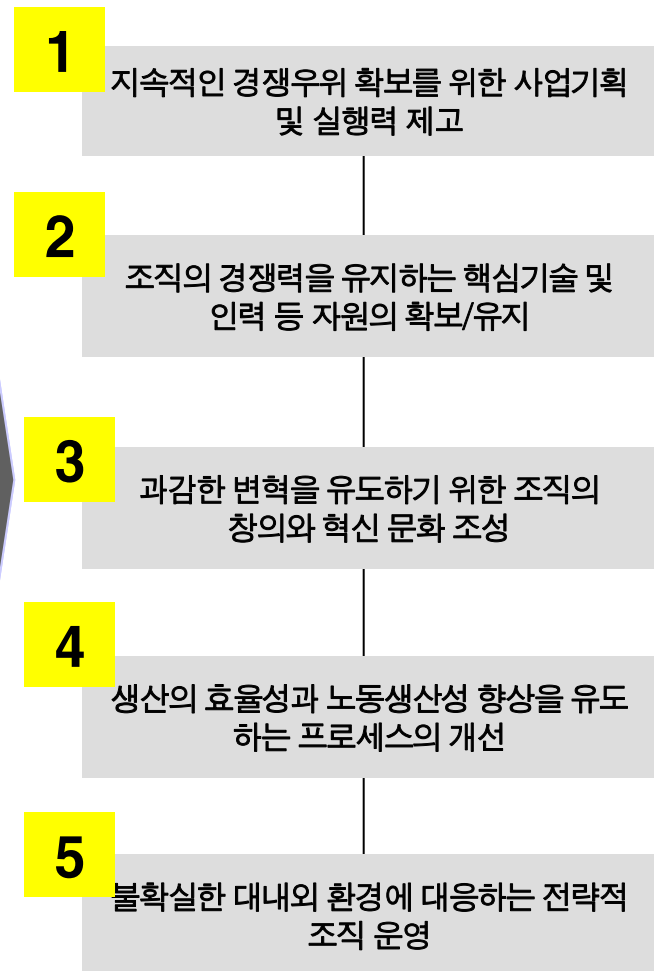 1
지속적인 경쟁우위 확보를 위한 사업기획
및 실행력 제고
2
조직의 경쟁력을 유지하는 핵심기술 및
인력 등 자원의 확보/유지
3
과감한 변혁을 유도하기 위한 조직의
창의와 혁신 문화 조성
4
생산의 효율성과 노동생산성 향상을 유도
하는 프로세스의 개선
5
불확실한 대내외 환경에 대응하는 전략적
조직 운영